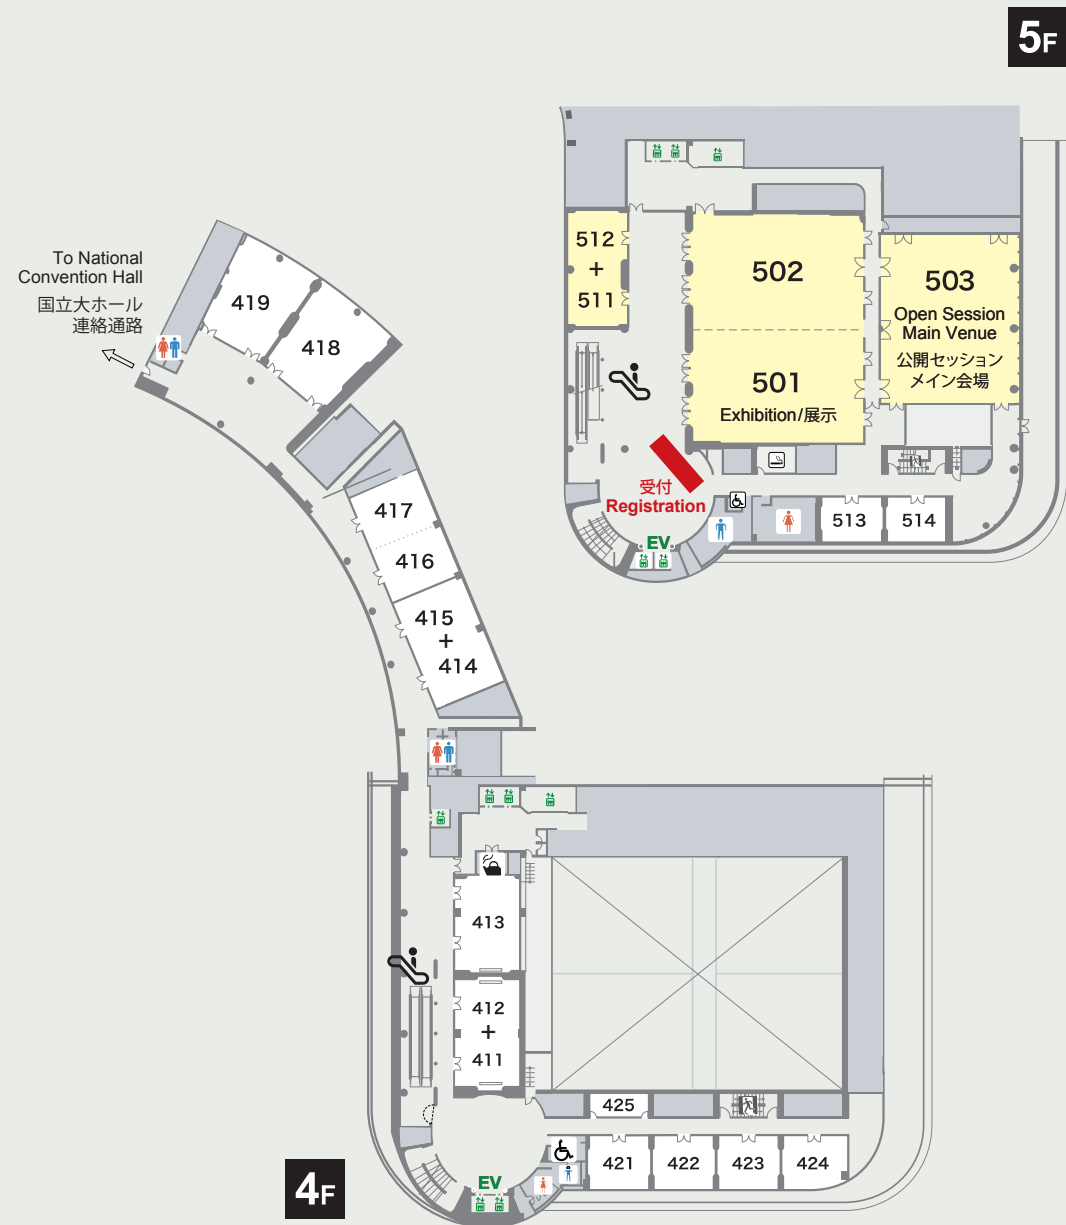 5F
512
+
511
502
501
Exhibition/展示
503
Open Session
Main Venue
公開セッション
メイン会場
受付
Registration
EV
513
514
To National
Convention Hall
国立大ホール
連絡通路
419
418
417
416
415
+
414
413
412
+
411
425
421
422
423
424
EV
4F